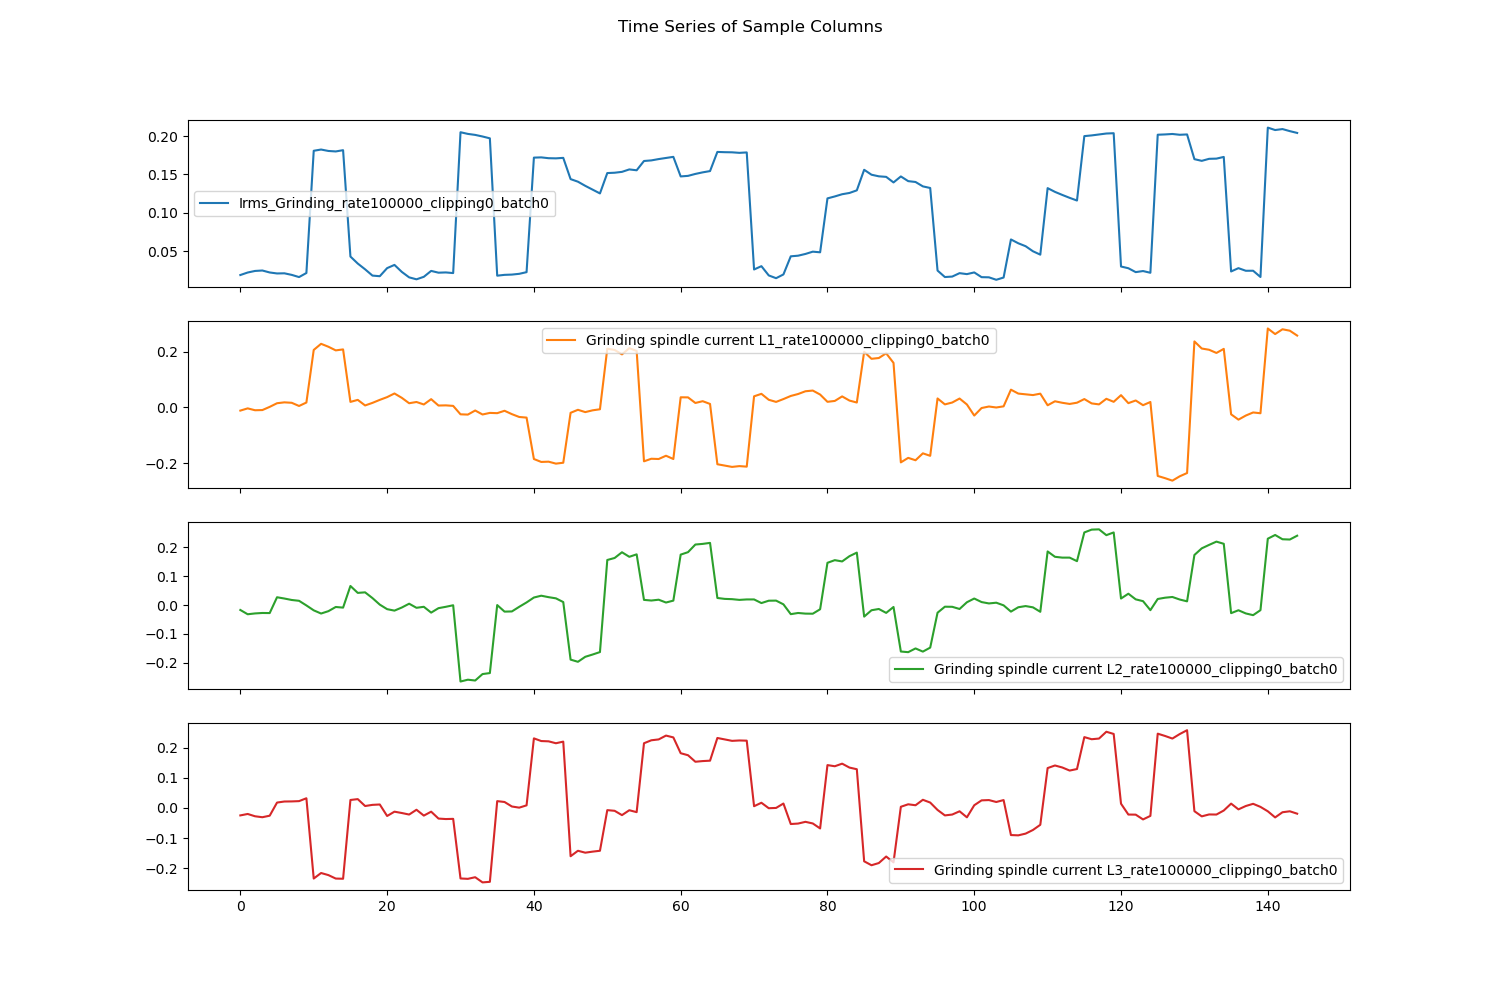 Time Series of Sample Columns
0.20
0.15
0.10
0.05
Irms_Grinding_rate100000_clipping0_batch0
0.2
0.0
−0.2
Grinding spindle current L1_rate100000_clipping0_batch0
0.2
0.1
0.0
−0.1
−0.2
Grinding spindle current L2_rate100000_clipping0_batch0
0.2
0.1
0.0
−0.1
−0.2
Grinding spindle current L3_rate100000_clipping0_batch0
0 20 40 60 80 100 120 140